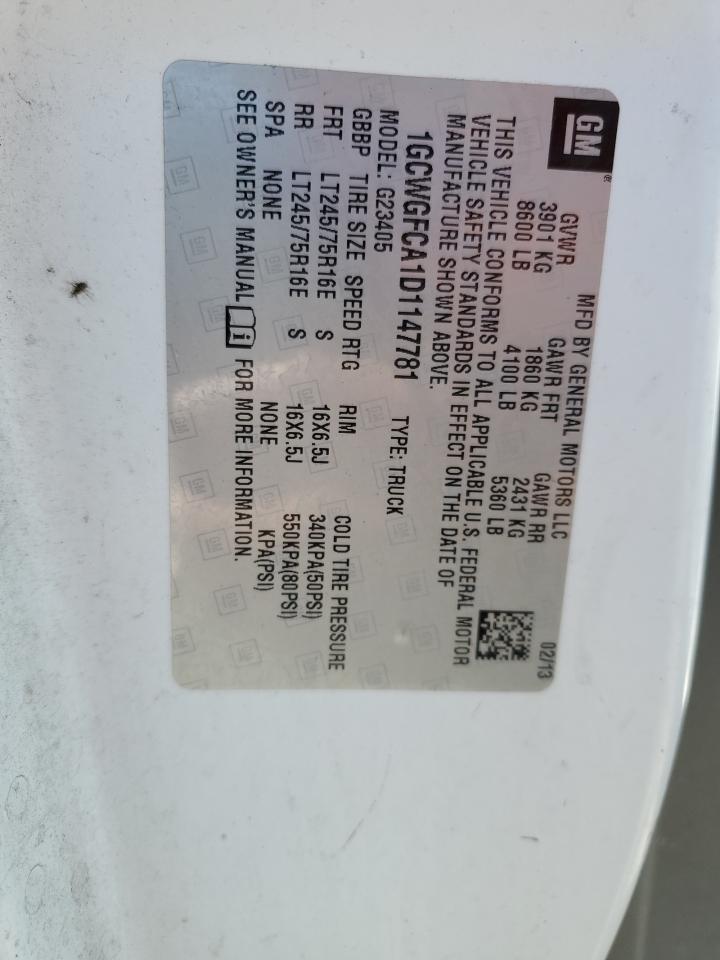 GM ®
MFD BY GENERAL MOTORS LLC 02/13
GVWR GAWR FRT GAWR RR
3901 KG 1860 KG 2431 KG
8600 LB 4100 LB 5360 LB
THIS VEHICLE CONFORMS TO ALL APPLICABLE U.S. FEDERAL MOTOR
VEHICLE SAFETY STANDARDS IN EFFECT ON THE DATE OF
MANUFACTURE SHOWN ABOVE.
1GCWGFCA1D1147781 TYPE: TRUCK
MODEL: G23405
GBBP TIRE SIZE SPEED RTG RIM COLD TIRE PRESSURE
FRT LT245/75R16E S 16X6.5J 340KPA(50PSI)
RR LT245/75R16E S 16X6.5J 550KPA(80PSI)
SPA NONE NONE KPA(PSI)
SEE OWNER'S MANUAL i FOR MORE INFORMATION.